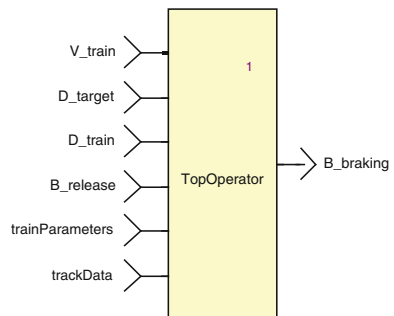 V_train
1
D_target
D_train
B_braking
B_release
TopOperator
trainParameters
trackData